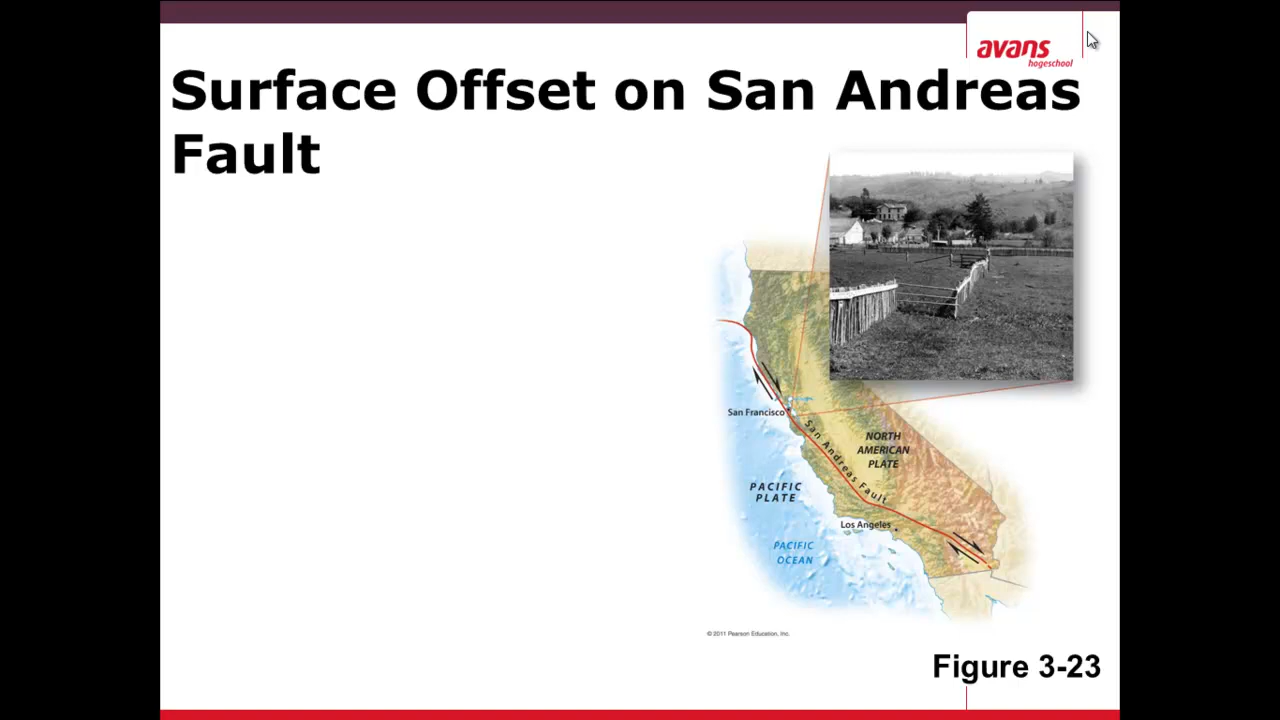 avans
hogeschool
Surface Offset on San Andreas
Fault
San Francisco
San Andreas Fault
NORTH
AMERICAN
PLATE
PACIFIC
PLATE
Los Angeles
PACIFIC
OCEAN
© 2011 Pearson Education, Inc.
Figure 3-23